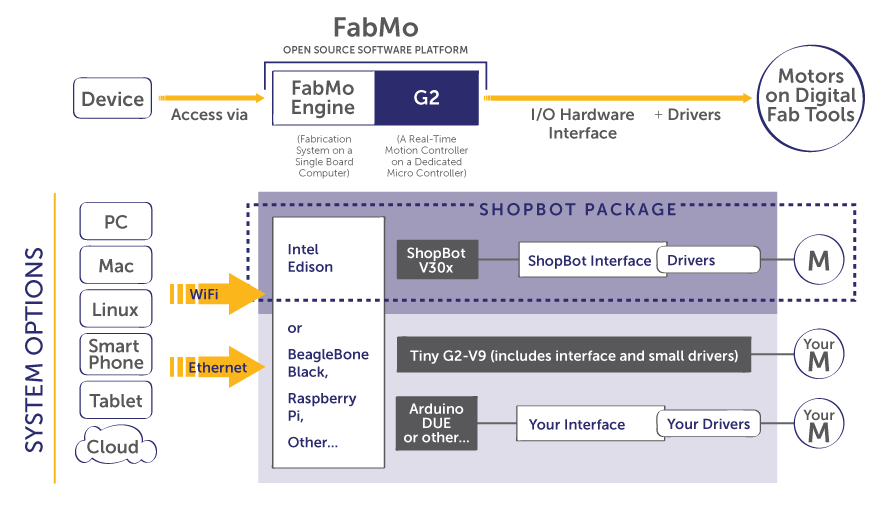 FabMo
OPEN SOURCE SOFTWARE PLATFORM
Device
Access via
FabMo
Engine
G2
I/O Hardware
Interface
+ Drivers
Motors
on Digital
Fab Tools
(Fabrication
System on a
Single Board
Computer)
(A Real-Time
Motion Controller
on a Dedicated
Micro Controller)
SYSTEM OPTIONS
PC
Mac
Linux
Smart
Phone
Tablet
Cloud
WiFi
Ethernet
SHOPBOT PACKAGE
Intel
Edison
or
BeagleBone
Black,
Raspberry
Pi,
Other...
ShopBot
V30x
ShopBot Interface
Drivers
M
Tiny G2-V9 (includes interface and small drivers)
Your
M
Arduino
DUE
or other...
Your Interface
Your Drivers
Your
M